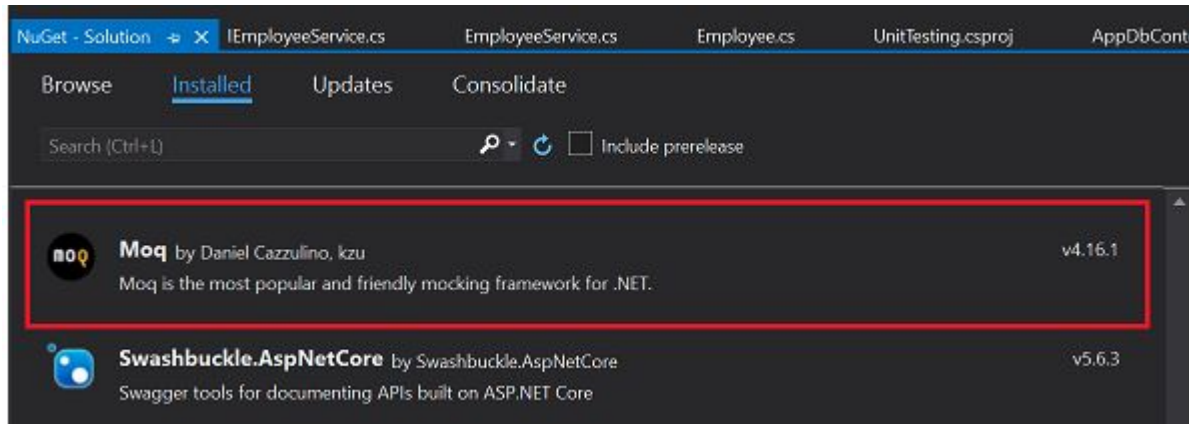 NuGet - Solution IEmployeeService.cs EmployeeService.cs Employee.cs UnitTesting.csproj AppDbCont
Browse Installed Updates Consolidate
Search (Ctrl+L) Include prerelease
moq Moq by Daniel Cazzulino, kzu v4.16.1
Moq is the most popular and friendly mocking framework for .NET.
Swashbuckle.AspNetCore by Swashbuckle.AspNetCore v5.6.3
Swagger tools for documenting APIs built on ASP.NET Core